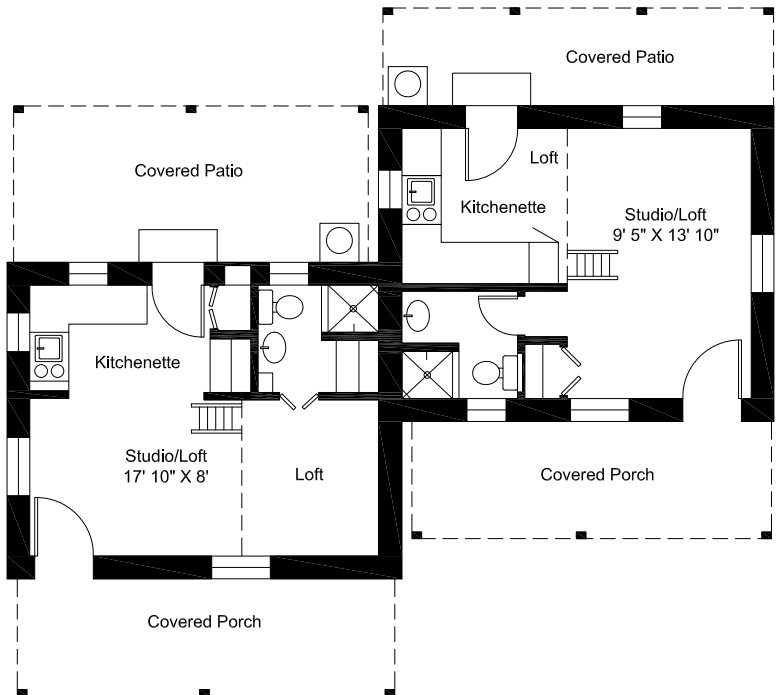 Covered Patio
Covered Patio
Loft
Kitchenette
Studio/Loft
9' 5" X 13' 10"
Kitchenette
Studio/Loft
17' 10" X 8'
Loft
Covered Porch
Covered Porch